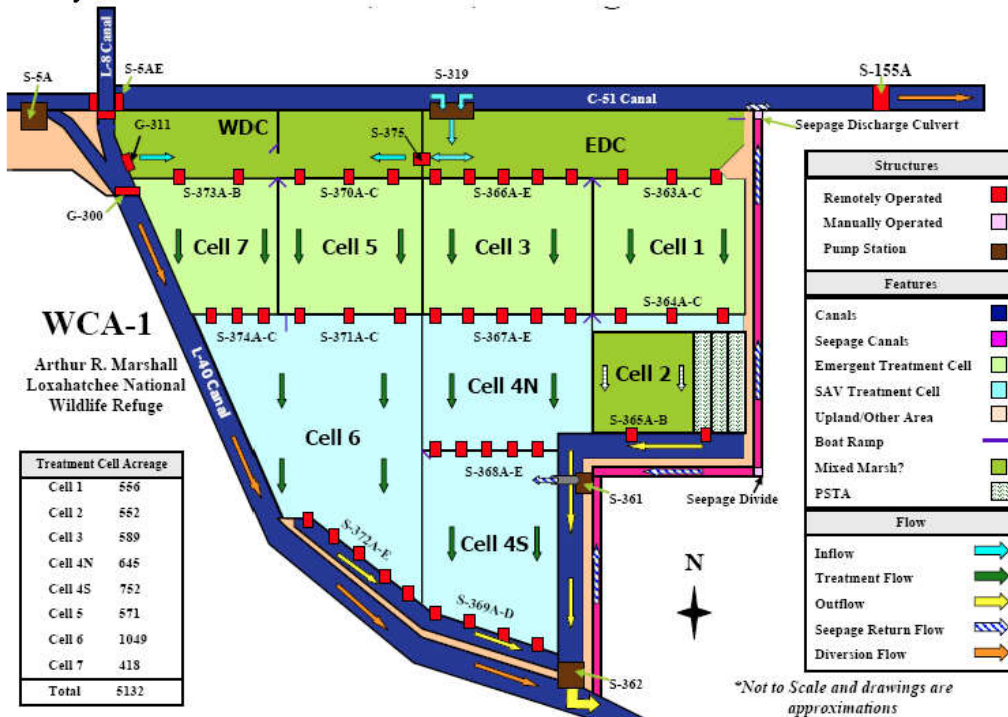 S-5A
L-8 Canal
S-5AE
S-319
S-155A
C-51 Canal
Seepage Discharge Culvert
G-311
WDC
S-375
EDC
S-373A-B
S-370A-C
S-366A-E
S-363A-C
G-300
Cell 7
Cell 5
Cell 3
Cell 1
S-364A-C
S-374A-C
S-371A-C
S-367A-E
WCA-1
Arthur R. Marshall
Loxahatchee National
Wildlife Refuge
L-40 Canal
Cell 4N
Cell 2
S-365A-B
Cell 6
S-368A-E
S-361
Seepage Divide
S-372A-E
Cell 4S
S-369A-D
S-362
N
Treatment Cell Acreage
Cell 1 556
Cell 2 552
Cell 3 589
Cell 4N 645
Cell 4S 752
Cell 5 571
Cell 6 1049
Cell 7 418
Total 5132
Structures
Remotely Operated
Manually Operated
Pump Station
Features
Canals
Seepage Canals
Emergent Treatment Cell
SAV Treatment Cell
Upland/Other Area
Boat Ramp
Mixed Marsh?
PSTA
Flow
Inflow
Treatment Flow
Outflow
Seepage Return Flow
Diversion Flow
*Not to Scale and drawings are
approximations